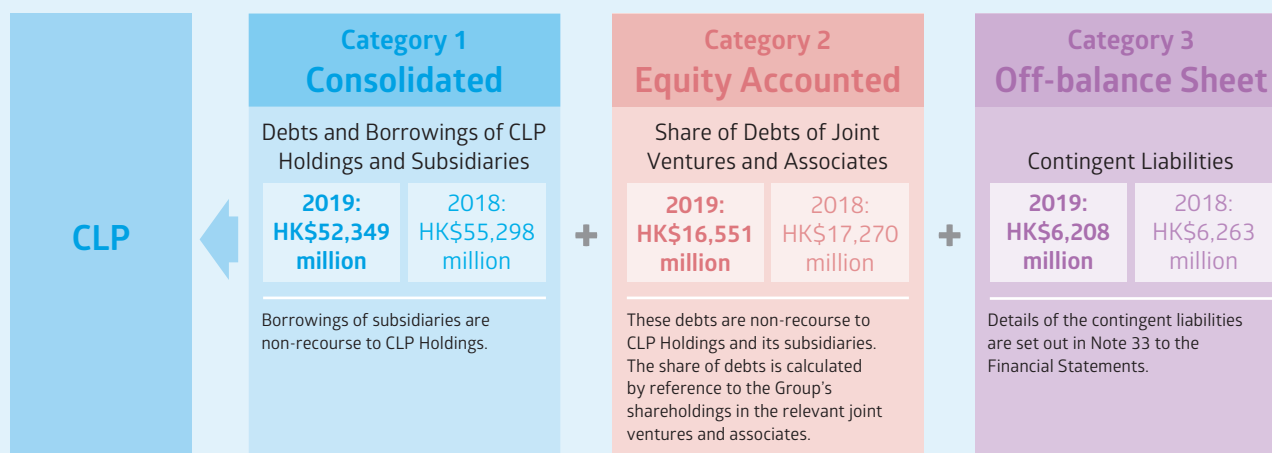 CLP
Category 1
Consolidated
Debts and Borrowings of CLP
Holdings and Subsidiaries
2019:
HK$52,349
million
2018:
HK$55,298
million
Borrowings of subsidiaries are
non-recourse to CLP Holdings.
+
Category 2
Equity Accounted
Share of Debts of Joint
Ventures and Associates
2019:
HK$16,551
million
2018:
HK$17,270
million
These debts are non-recourse to
CLP Holdings and its subsidiaries.
The share of debts is calculated
by reference to the Group's
shareholdings in the relevant joint
ventures and associates.
+
Category 3
Off-balance Sheet
Contingent Liabilities
2019:
HK$6,208
million
2018:
HK$6,263
million
Details of the contingent liabilities
are set out in Note 33 to the
Financial Statements.